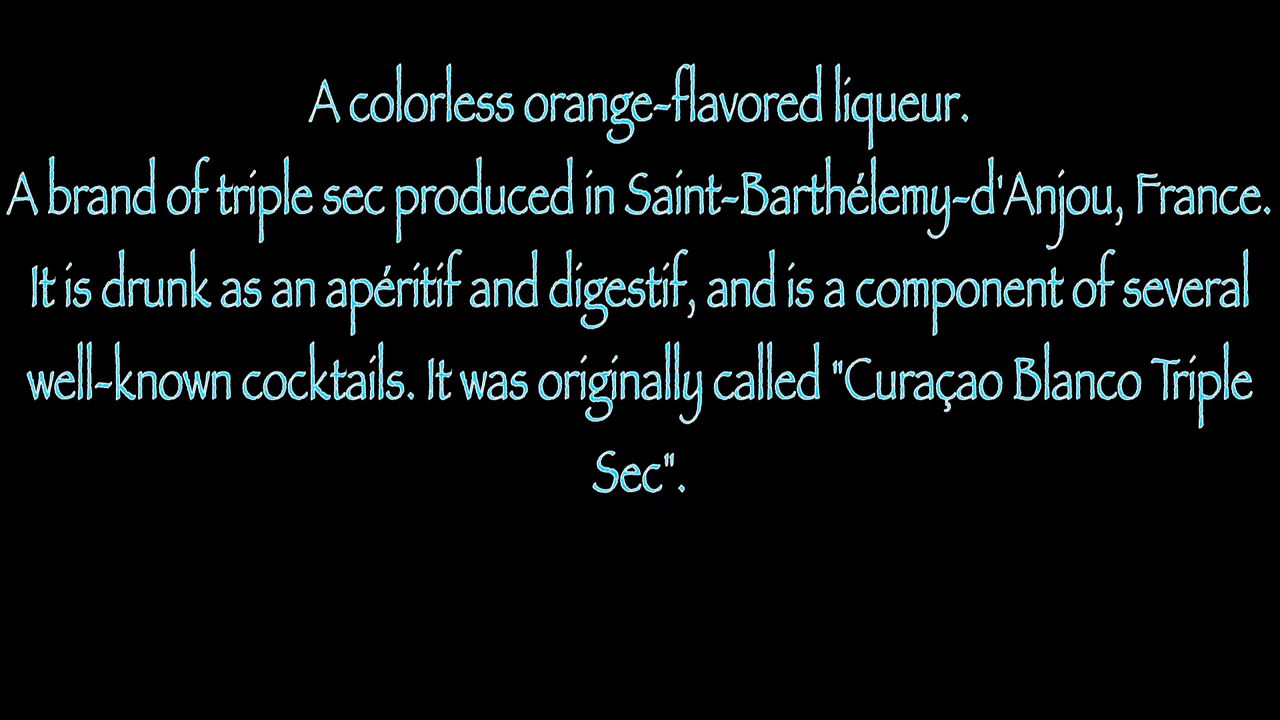 A colorless orange-flavored liqueur.
A brand of triple sec produced in Saint-Barthélemy-d'Anjou, France.
It is drunk as an apéritif and digestif, and is a component of several
well-known cocktails. It was originally called "Curaçao Blanco Triple
Sec".